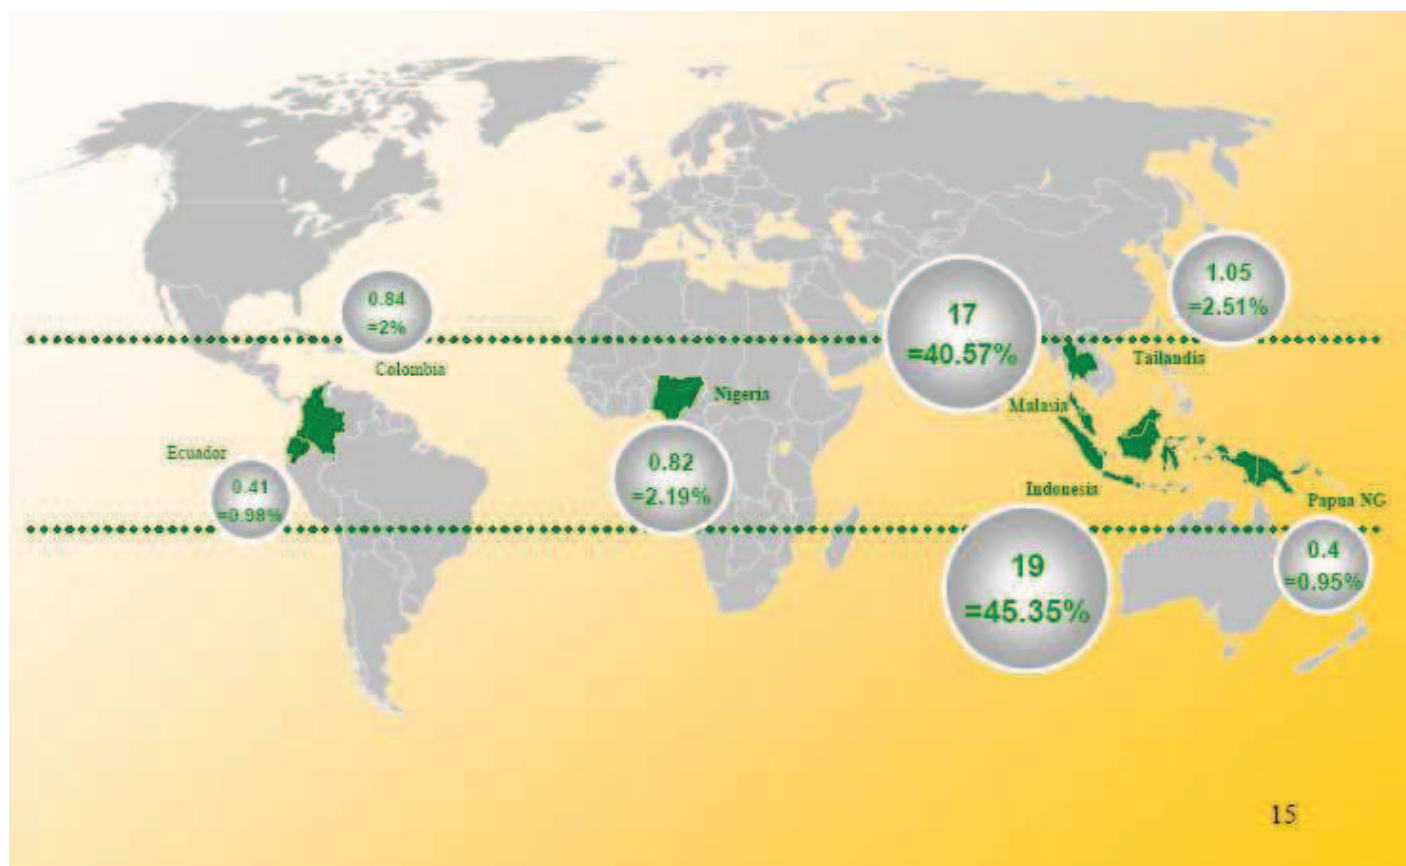 1.05
=2.51%
0.84
=2%
17
=40.57%
Tailandia
Colombia
Nigeria
Malasia
Ecuador
0.82
=2.19%
0.41
=0.98%
Indonesia
Papua NG
0.4
=0.95%
19
=45.35%
15